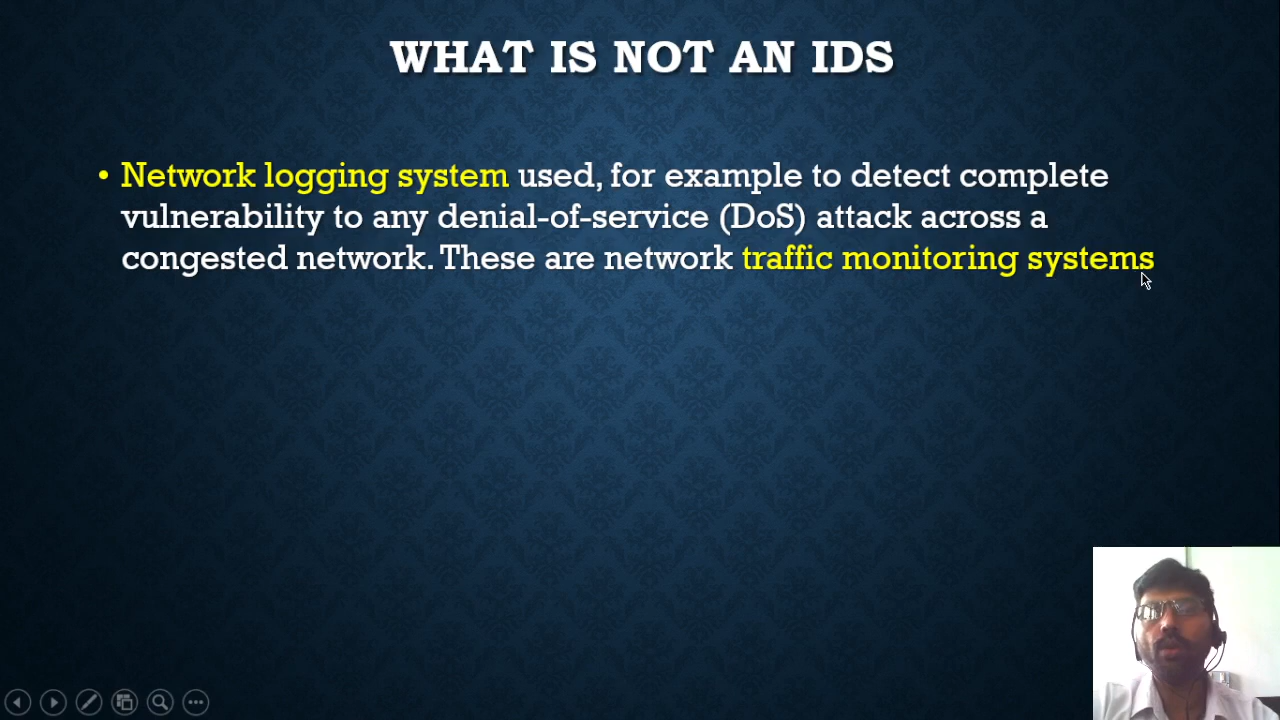 WHAT IS NOT AN IDS
• Network logging system used, for example to detect complete
vulnerability to any denial-of-service (DoS) attack across a
congested network. These are network traffic monitoring systems